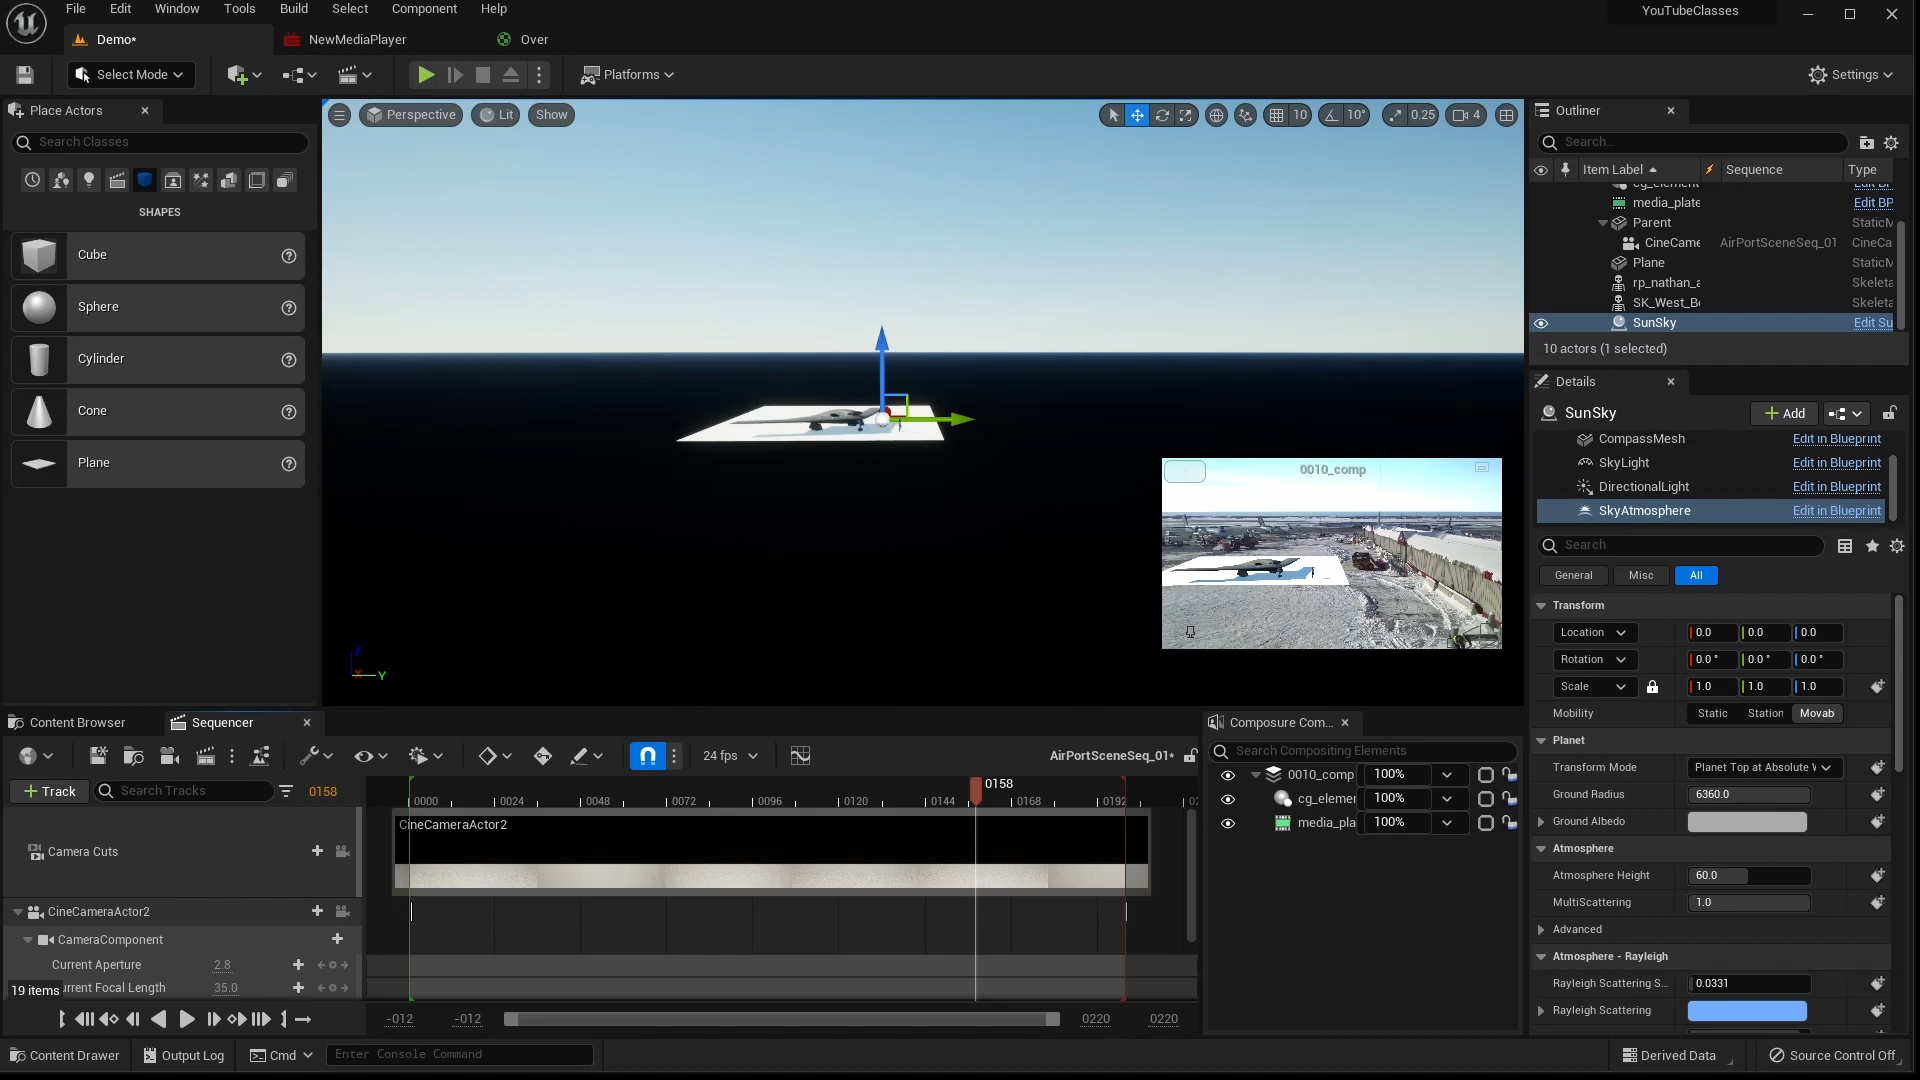 File Edit Window Tools Build Select Component Help
YouTubeClasses
Demo* NewMediaPlayer Over
Select Mode Platforms Settings
Place Actors
Search Classes
SHAPES
Cube
Sphere
Cylinder
Cone
Plane
Perspective Lit Show 10 10° 0.25 4
0010_comp
Z
X Y
Outliner
Search...
Item Label Sequence Type
media_plate Edit BP
Parent StaticM
CineCame AirPortSceneSeq_01 CineCa
Plane StaticM
rp_nathan_a Skeleta
SK_West_Be Skeleta
SunSky Edit Su
10 actors (1 selected)
Details
SunSky Add
CompassMesh Edit in Blueprint
SkyLight Edit in Blueprint
DirectionalLight Edit in Blueprint
SkyAtmosphere Edit in Blueprint
Search
General Misc All
Transform
Location 0.0 0.0 0.0
Rotation 0.0 ° 0.0 ° 0.0 °
Scale 1.0 1.0 1.0
Mobility Static Station Movab
Planet
Transform Mode Planet Top at Absolute
Ground Radius 6360.0
Ground Albedo
Atmosphere
Atmosphere Height 60.0
MultiScattering 1.0
Advanced
Atmosphere - Rayleigh
Rayleigh Scattering S... 0.0331
Rayleigh Scattering
Content Browser Sequencer
24 fps AirPortSceneSeq_01*
+ Track Search Tracks 0158
0158
0000 0024 0048 0072 0096 0120 0144 0168 0192
CineCameraActor2
Camera Cuts
CineCameraActor2
CameraComponent
Current Aperture 2.8
19 items urrent Focal Length 35.0
-012 -012 0220 0220
Composure Com...
Search Compositing Elements
0010_comp 100%
cg_elemer 100%
media_pla 100%
Content Drawer Output Log Cmd Enter Console Command Derived Data Source Control Off